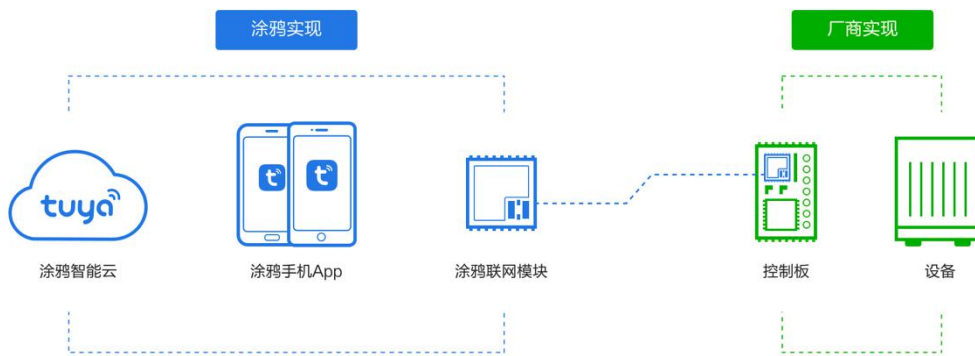 涂鸦实现
厂商实现
tuya
t
t
涂鸦智能云
涂鸦手机App
涂鸦联网模块
控制板
设备